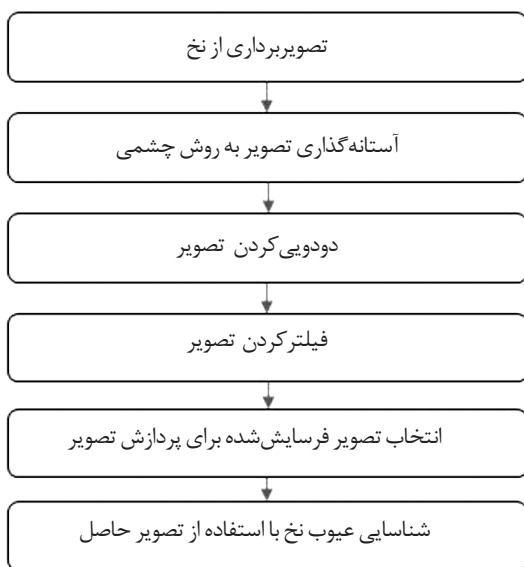 تصویربرداری از نخ
آستانه‌گذاری تصویر به روش چشمی
دودویی‌کردن تصویر
فیلترکردن تصویر
انتخاب تصویر فرسایش‌شده برای پردازش تصویر
شناسایی عیوب نخ با استفاده از تصویر حاصل